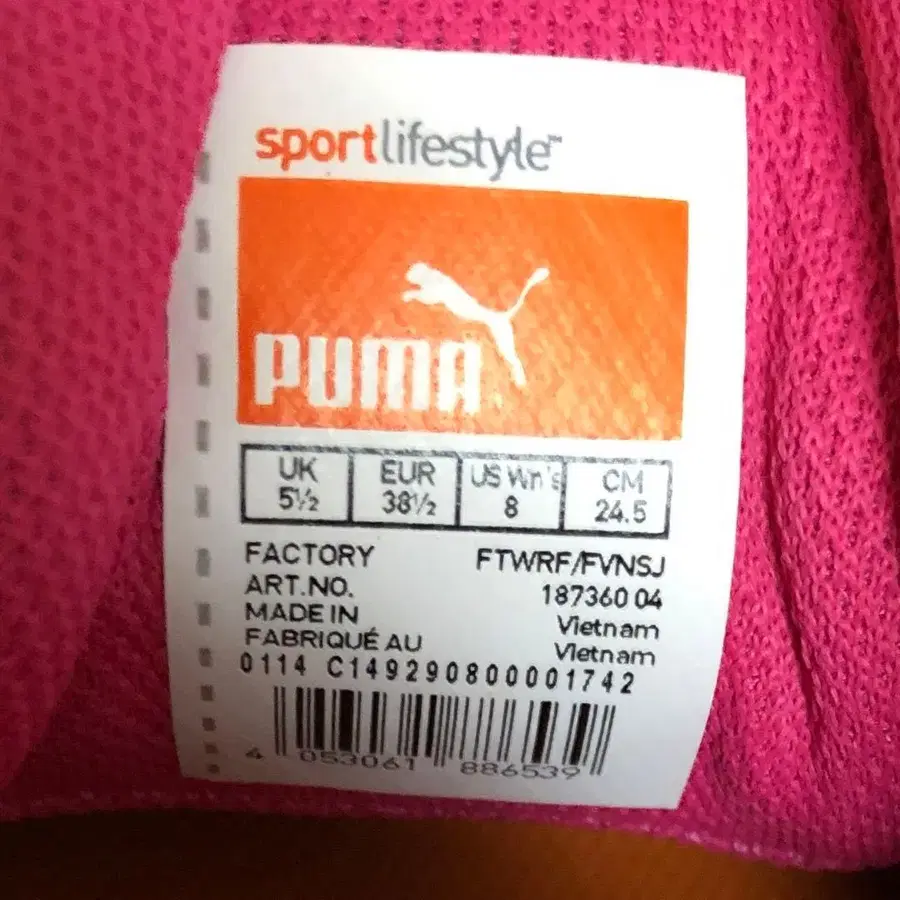 sportlifestyle™
PUMA
UK EUR US Wn's CM
5½ 38½ 8 24.5
FACTORY FTWRF/FVNSJ
ART.NO. 187360 04
MADE IN Vietnam
FABRIQUÉ AU Vietnam
0114 C1492908000001742
4 053061 886539